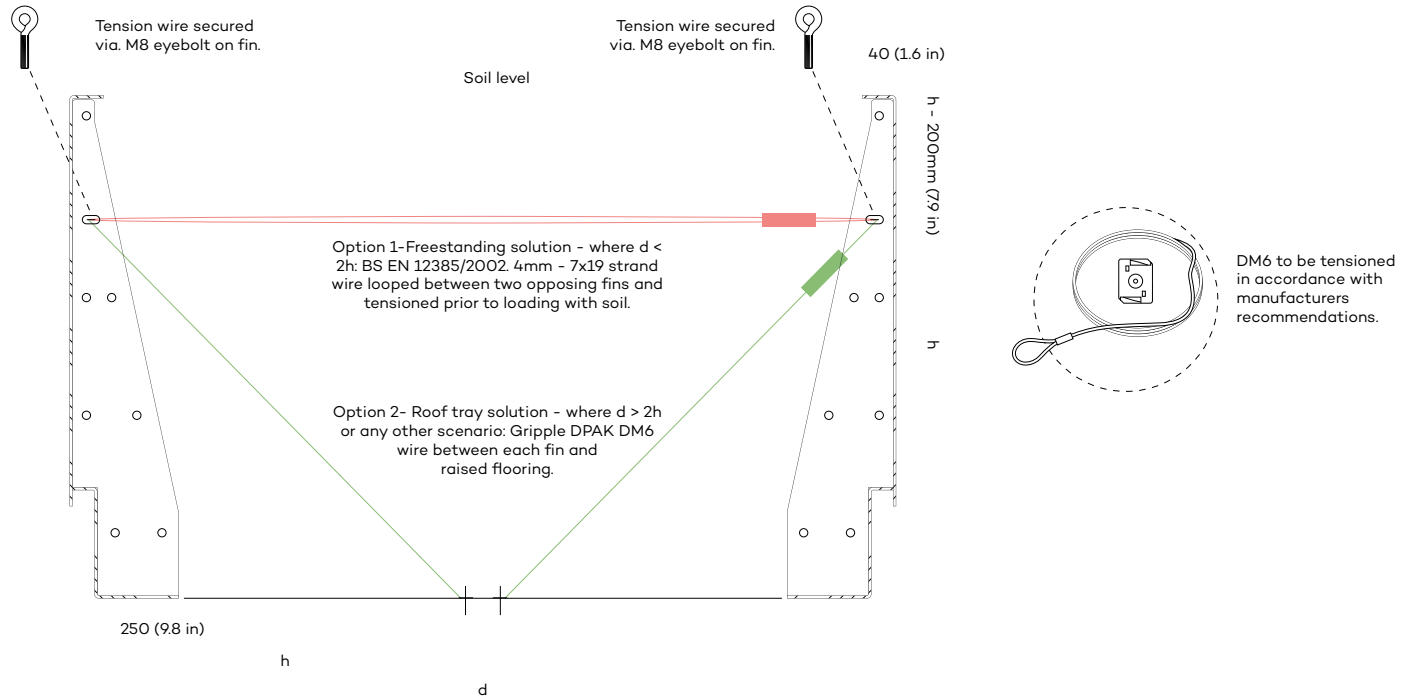 Tension wire secured
via. M8 eyebolt on fin.
Tension wire secured
via. M8 eyebolt on fin.
40 (1.6 in)
Soil level
h - 200mm (7.9 in)
Option 1-Freestanding solution - where d <
2h: BS EN 12385/2002. 4mm - 7x19 strand
wire looped between two opposing fins and
tensioned prior to loading with soil.
DM6 to be tensioned
in accordance with
manufacturers
recommendations.
h
Option 2- Roof tray solution - where d > 2h
or any other scenario: Gripple DPAK DM6
wire between each fin and
raised flooring.
250 (9.8 in)
h
d